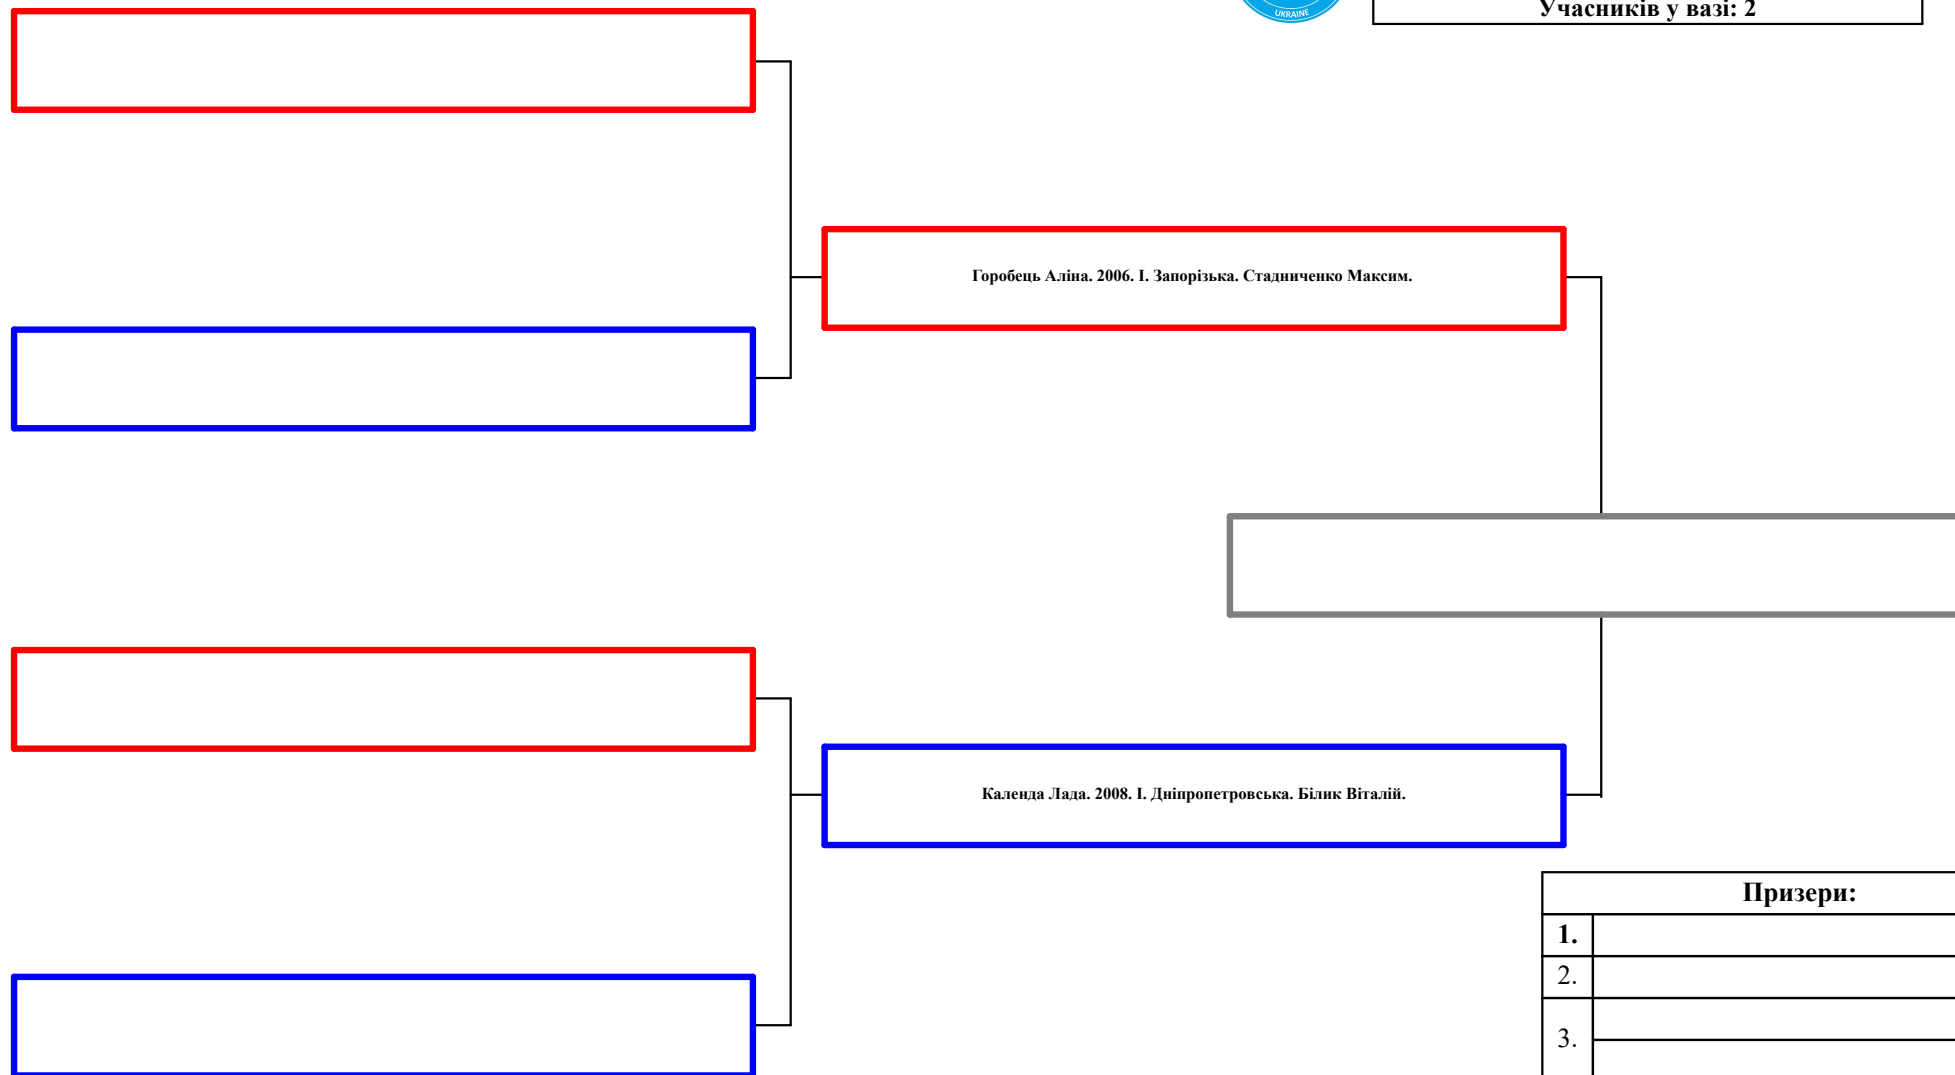 UKRAINE
Учасників у вазі: 2
Горобець Аліна. 2006. І. Запорізька. Стадниченко Максим.
Календа Лада. 2008. І. Дніпропетровська. Білик Віталій.
Призери:
1.
2.
3.